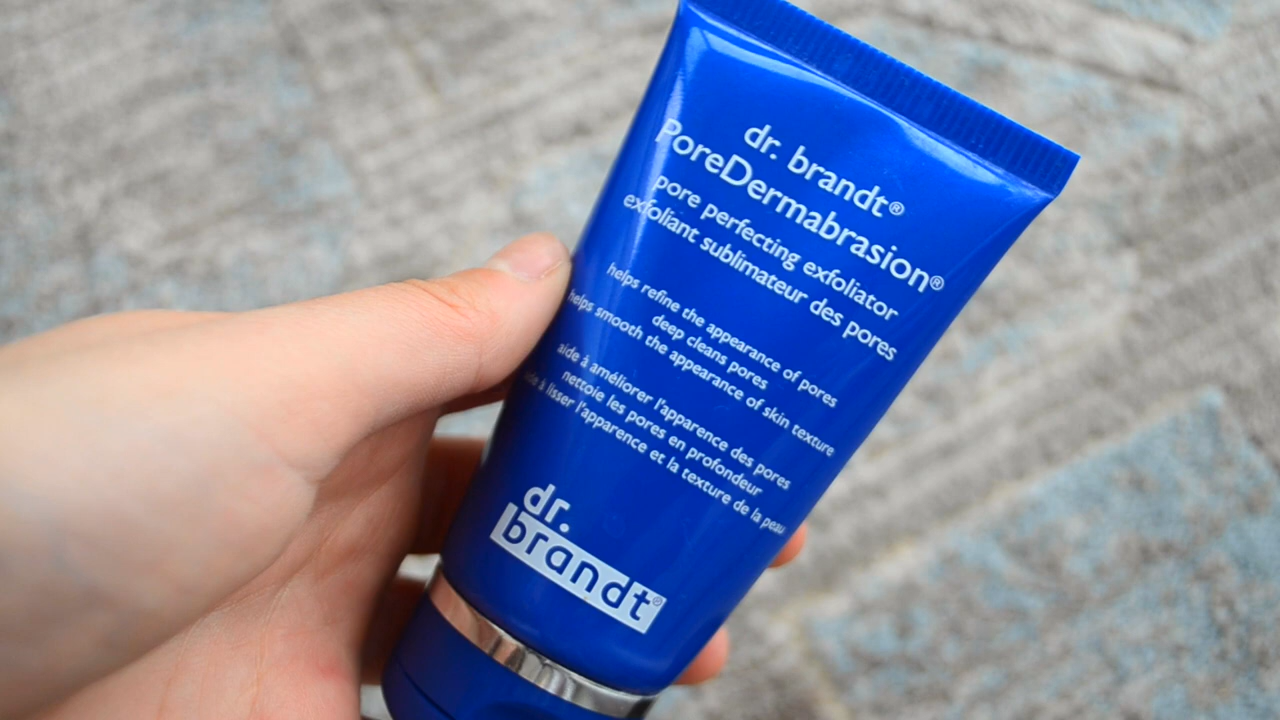 dr. brandt®
PoreDermabrasion®
pore perfecting exfoliator
exfoliant sublimateur des pores
helps refine the appearance of pores
deep cleans pores
helps smooth the appearance of skin texture
aide à améliorer l'apparence des pores
nettoie les pores en profondeur
à lisser l'apparence et la texture de la peau
dr.
brandt®